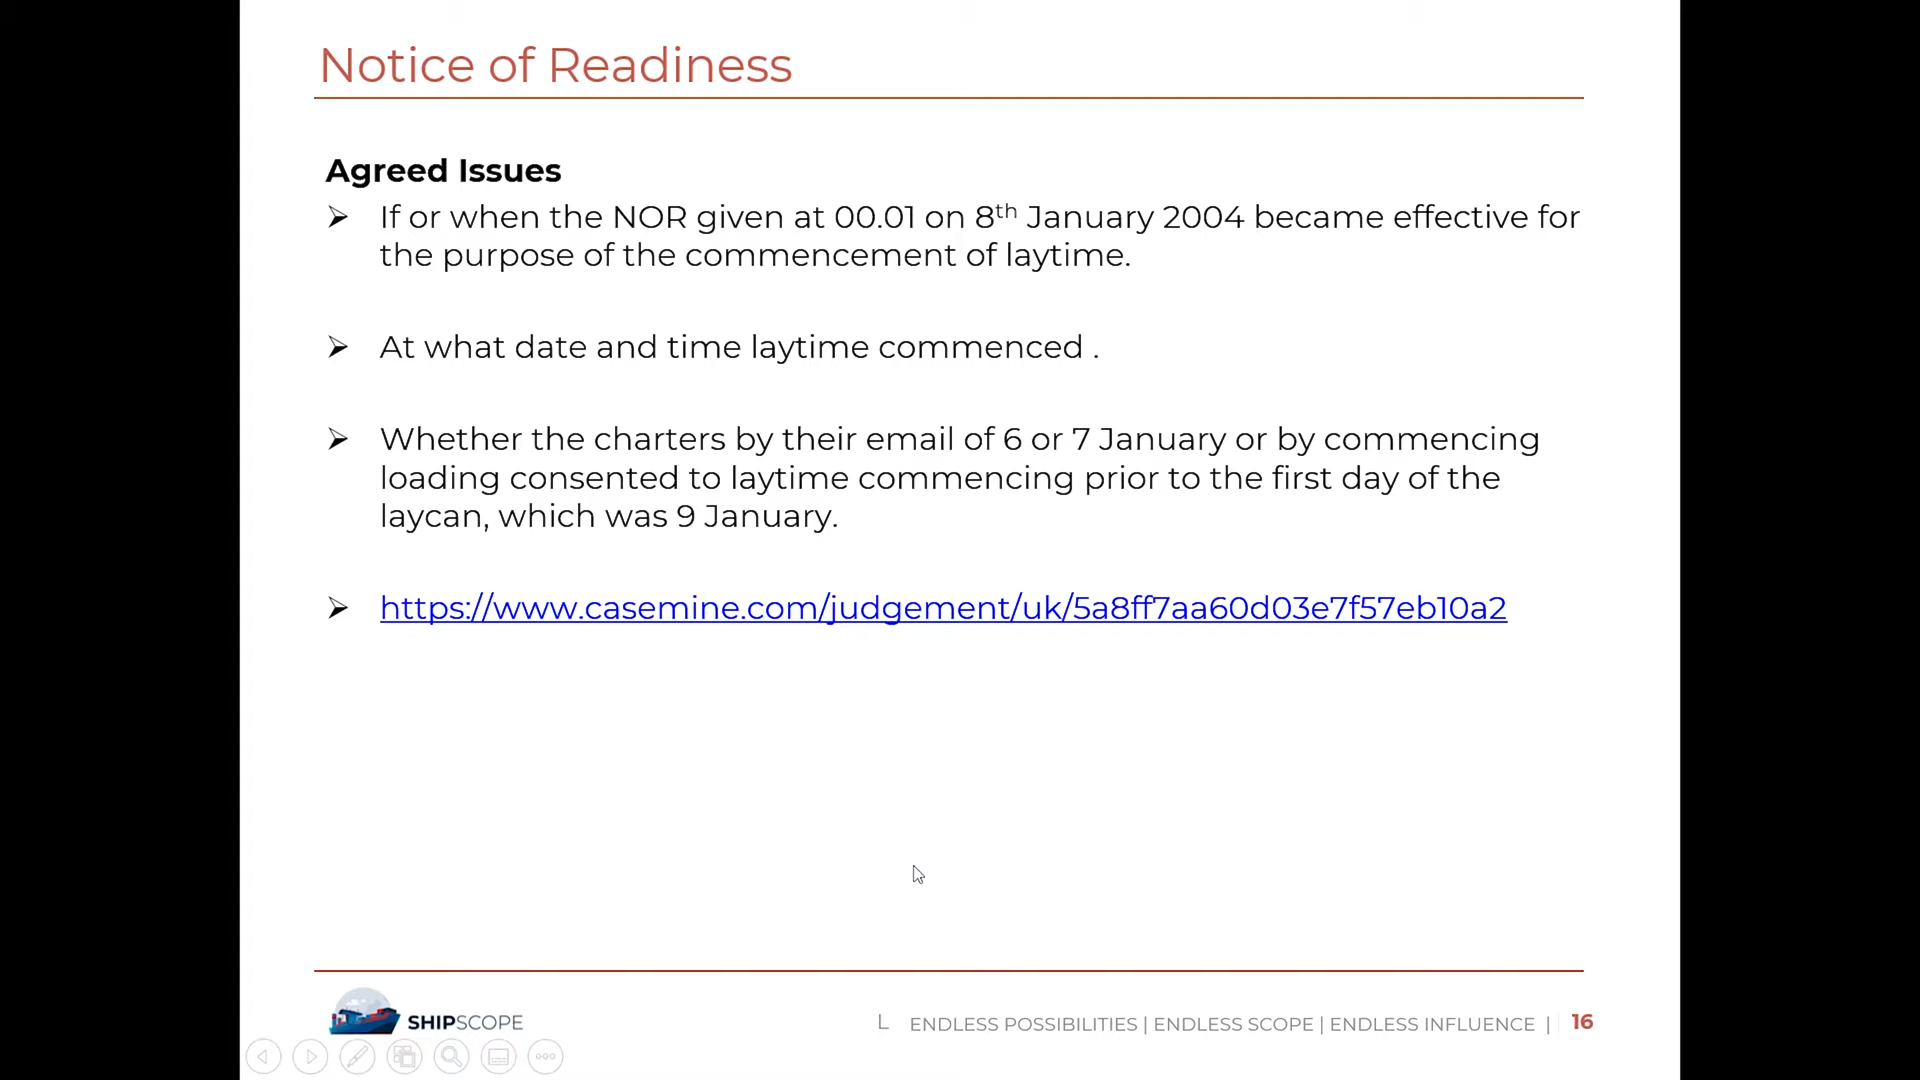 Notice of Readiness
Agreed Issues
➢ If or when the NOR given at 00.01 on 8th January 2004 became effective for
the purpose of the commencement of laytime.
➢ At what date and time laytime commenced .
➢ Whether the charters by their email of 6 or 7 January or by commencing
loading consented to laytime commencing prior to the first day of the
laycan, which was 9 January.
➢ https://www.casemine.com/judgement/uk/5a8ff7aa60d03e7f57eb10a2
SHIPSCOPE
L ENDLESS POSSIBILITIES | ENDLESS SCOPE | ENDLESS INFLUENCE | 16